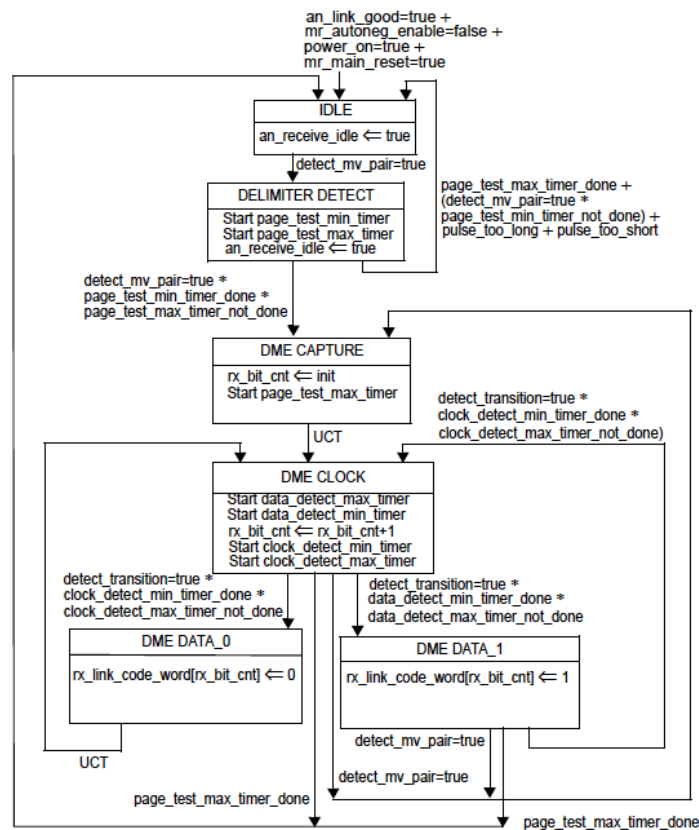 an_link_good=true +
mr_autoneg_enable=false +
power_on=true +
mr_main_reset=true
IDLE
an_receive_idle ⇐ true
detect_mv_pair=true
DELIMITER DETECT
Start page_test_min_timer
Start page_test_max_timer
an_receive_idle ⇐ true
page_test_max_timer_done +
(detect_mv_pair=true *
page_test_min_timer_not_done) +
pulse_too_long + pulse_too_short
detect_mv_pair=true *
page_test_min_timer_done *
page_test_max_timer_not_done
DME CAPTURE
rx_bit_cnt ⇐ init
Start page_test_max_timer
UCT
detect_transition=true *
clock_detect_min_timer_done *
clock_detect_max_timer_not_done)
DME CLOCK
Start data_detect_max_timer
Start data_detect_min_timer
rx_bit_cnt ⇐ rx_bit_cnt+1
Start clock_detect_min_timer
Start clock_detect_max_timer
detect_transition=true *
clock_detect_min_timer_done *
clock_detect_max_timer_not_done
detect_transition=true *
data_detect_min_timer_done *
data_detect_max_timer_not_done
DME DATA_0
rx_link_code_word[rx_bit_cnt] ⇐ 0
DME DATA_1
rx_link_code_word[rx_bit_cnt] ⇐ 1
UCT
detect_mv_pair=true
detect_mv_pair=true
page_test_max_timer_done
page_test_max_timer_done